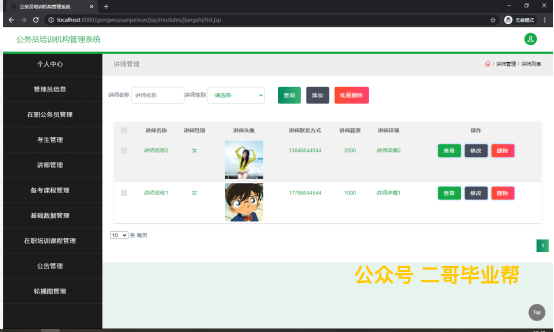 公务员培训机构管理系统
localhost:8080/gongwuyuanpeixun/jsp/modules/jiangshi/list.jsp
无痕模式
公务员培训机构管理系统
个人中心
管理员信息
在职公务员管理
考生管理
讲师管理
备考课程管理
基础数据管理
在职培训课程管理
公告管理
轮播图管理
讲师管理
/ 讲师管理 / 讲师列表
讲师名称 讲师名称 讲师性别 -请选择- 查询 添加 批量删除
讲师名称 讲师性别 讲师头像 讲师联系方式 讲师薪资 讲师详情 操作
讲师名称2 女 13646644544 2000 讲师详情2 查看 修改 删除
讲师名称1 女 17786644544 1000 讲师详情1 查看 修改 删除
10 条 每页
1
公众号 二哥毕业帮
Top